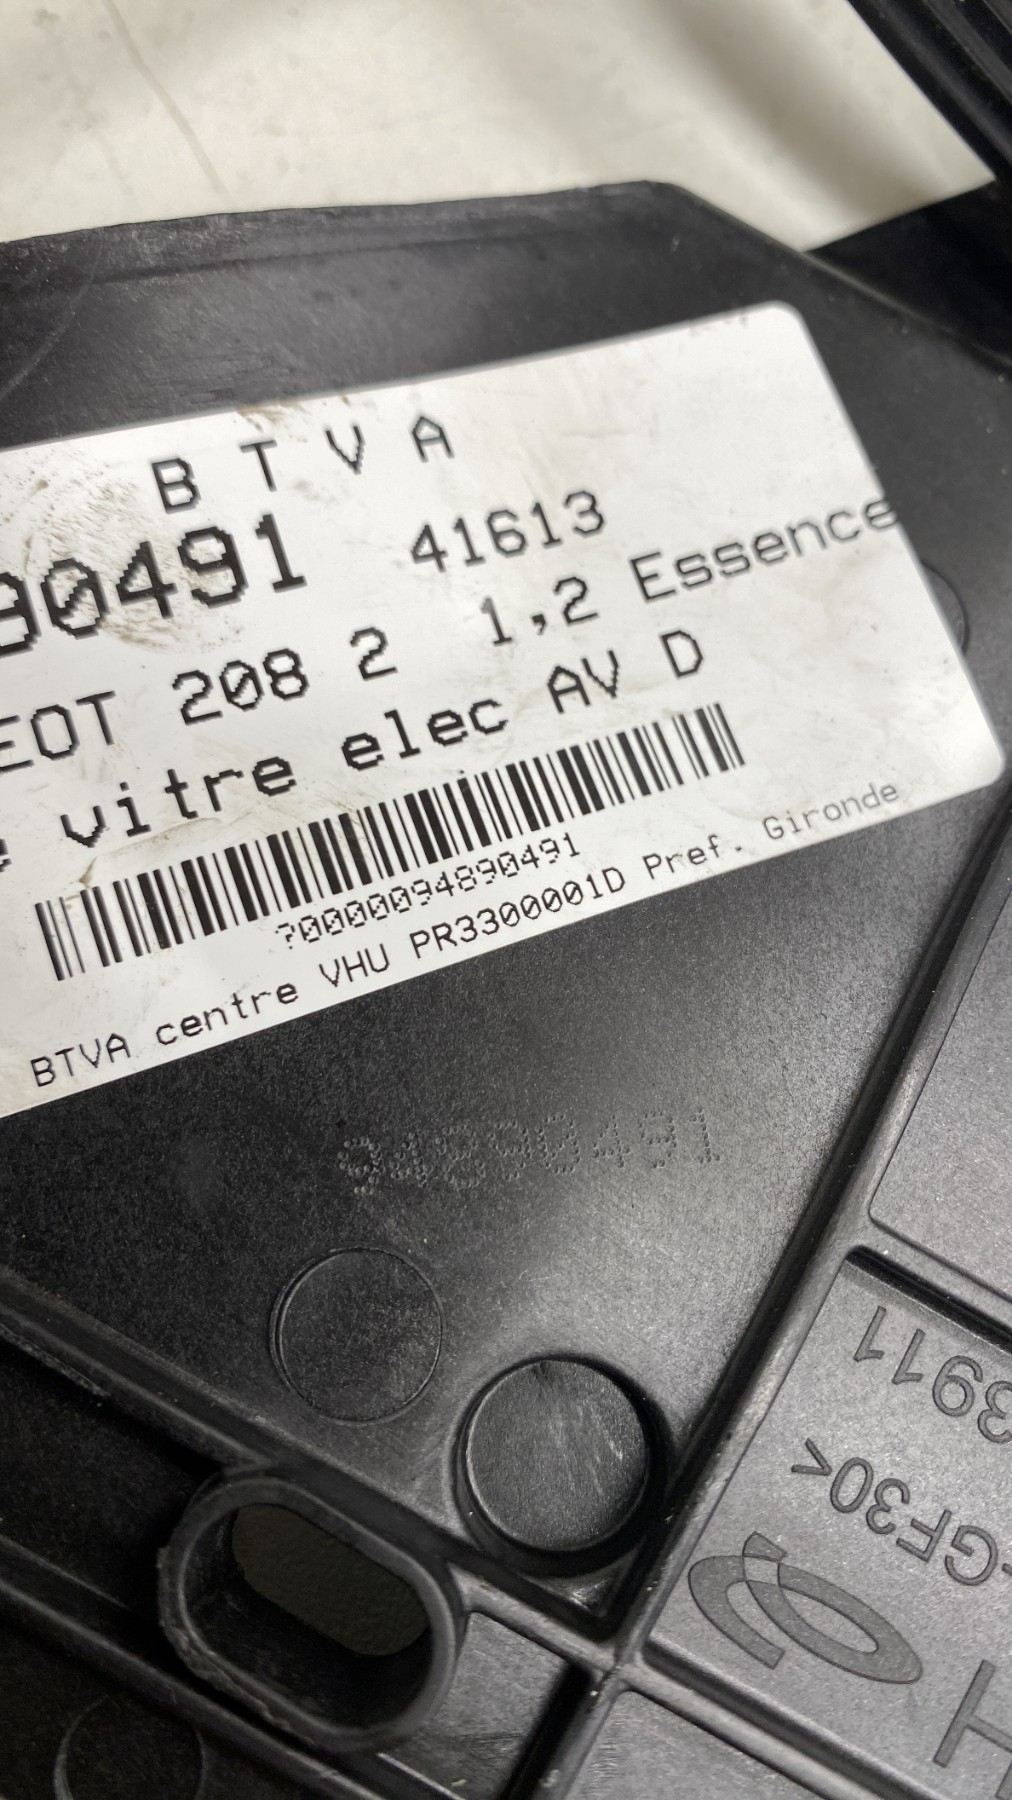 B T V A
90491 41613
EOT 208 2 1,2 Essence
e vitre elec AV D
?0000094890491
BTVA centre VHU PR3300001D Pref. Gironde
94890491
3911
-GF30<
H